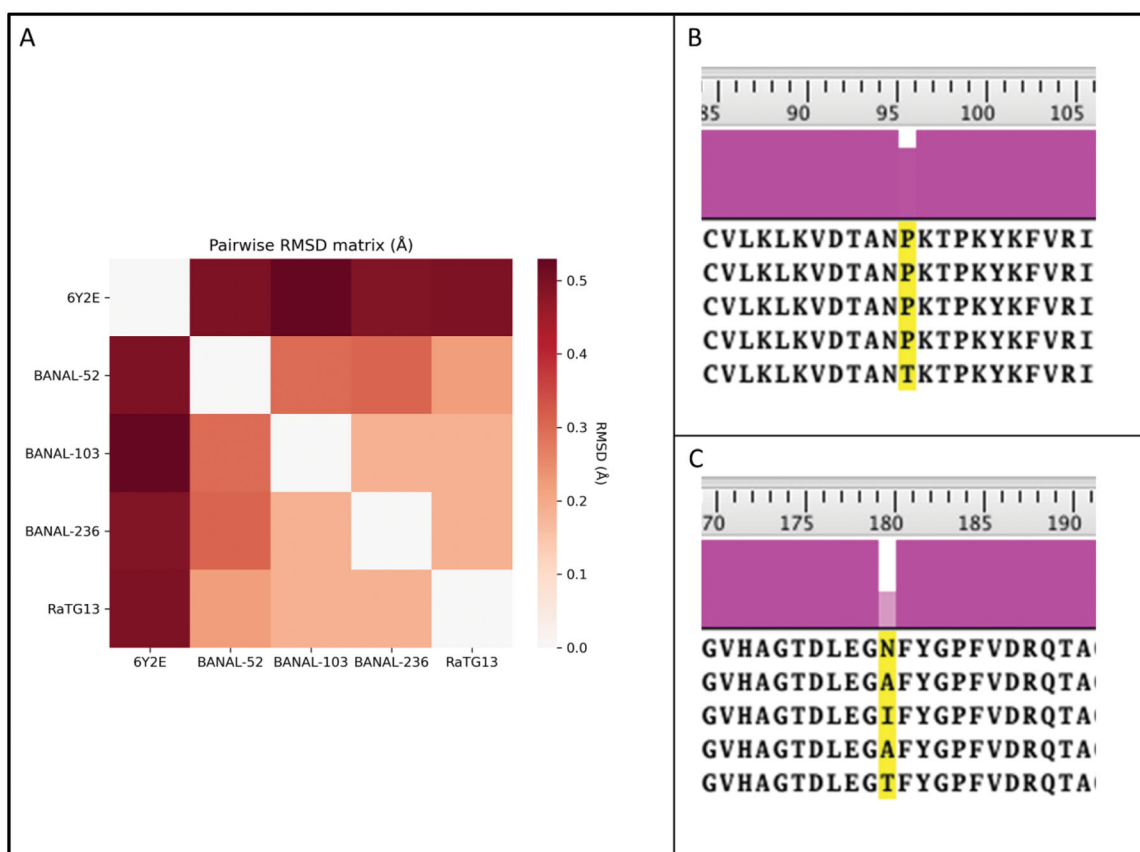 A
Pairwise RMSD matrix (Å)
6Y2E
BANAL-52
BANAL-103
BANAL-236
RaTG13
6Y2E BANAL-52 BANAL-103 BANAL-236 RaTG13
0.5
0.4
0.3
0.2
0.1
0.0
RMSD (Å)
B
85 90 95 100 105
CVLKLKVDTANPKTPKYKFVRI
CVLKLKVDTANPKTPKYKFVRI
CVLKLKVDTANPKTPKYKFVRI
CVLKLKVDTANPKTPKYKFVRI
CVLKLKVDTANTKTPKYKFVRI
C
70 175 180 185 190
GVHAGTDLEGNFYGPFVDRQTA
GVHAGTDLEGAFYGPFVDRQTA
GVHAGTDLEGIFYGPFVDRQTA
GVHAGTDLEGAFYGPFVDRQTA
GVHAGTDLEGTFYGPFVDRQTA